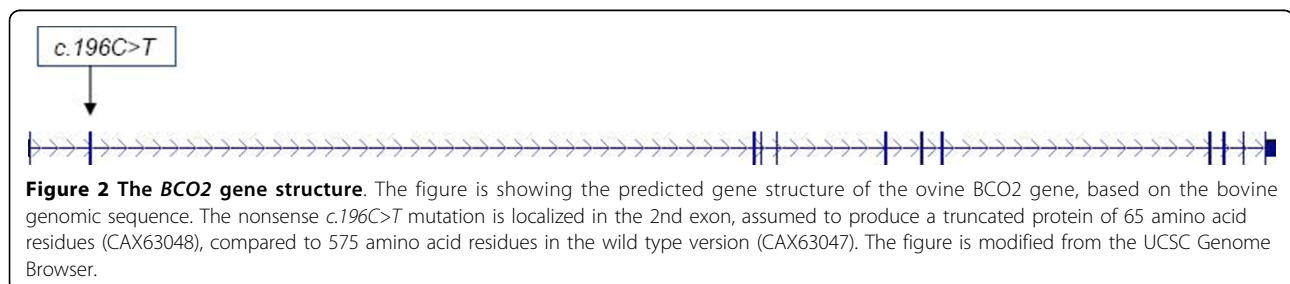 c.196C>T
Figure 2 The BCO2 gene structure. The figure is showing the predicted gene structure of the ovine BCO2 gene, based on the bovine
genomic sequence. The nonsense c.196C>T mutation is localized in the 2nd exon, assumed to produce a truncated protein of 65 amino acid
residues (CAX63048), compared to 575 amino acid residues in the wild type version (CAX63047). The figure is modified from the UCSC Genome
Browser.